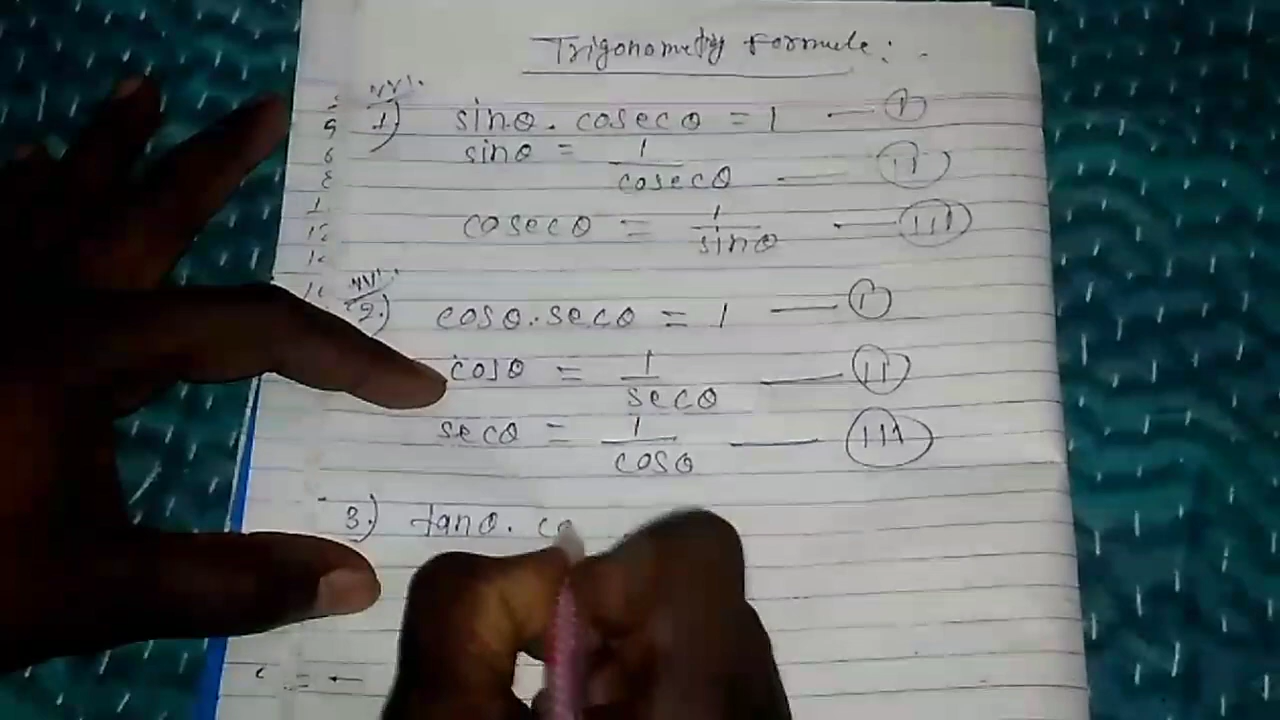 Trigonometry Formule :
1) sinθ . cosecθ = 1 — (I)
sinθ = 1/cosecθ — (II)
cosecθ = 1/sinθ — (III)
2.) cosθ . secθ = 1 — (I)
cosθ = 1/secθ — (II)
secθ = 1/cosθ — (III)
3.) tanθ . co